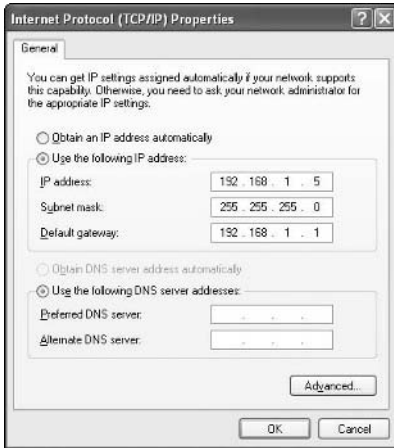 Internet Protocol (TCP/IP) Properties
General
You can get IP settings assigned automatically if your network supports
this capability. Otherwise, you need to ask your network administrator for
the appropriate IP settings.
Obtain an IP address automatically
Use the following IP address:
IP address: 192 . 168 . 1 . 5
Subnet mask: 255 . 255 . 255 . 0
Default gateway: 192 . 168 . 1 . 1
Obtain DNS server address automatically
Use the following DNS server addresses:
Preferred DNS server: . . .
Alternate DNS server: . . .
Advanced...
OK Cancel